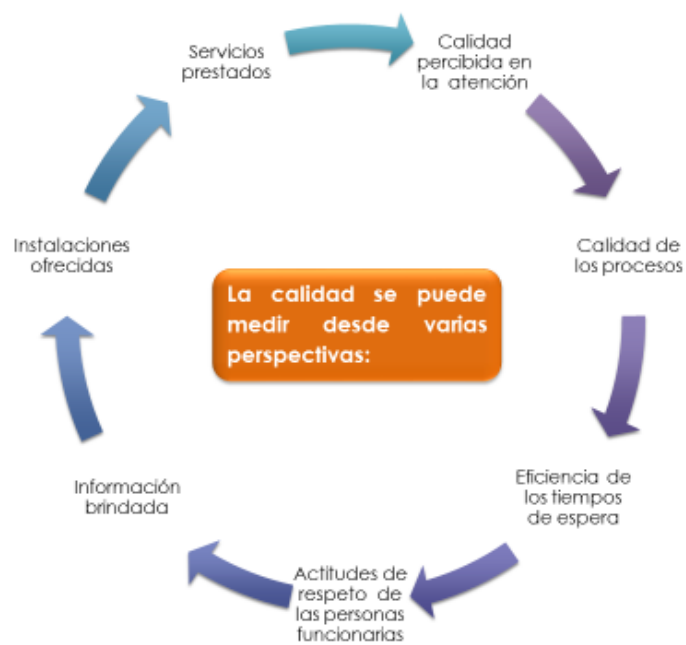 Servicios
prestados
Calidad
percibida en
la atención
Calidad de
los procesos
Eficiencia de
los tiempos
de espera
Actitudes de
respeto de
las personas
funcionarias
Información
brindada
Instalaciones
ofrecidas
La calidad se puede
medir desde varias
perspectivas: